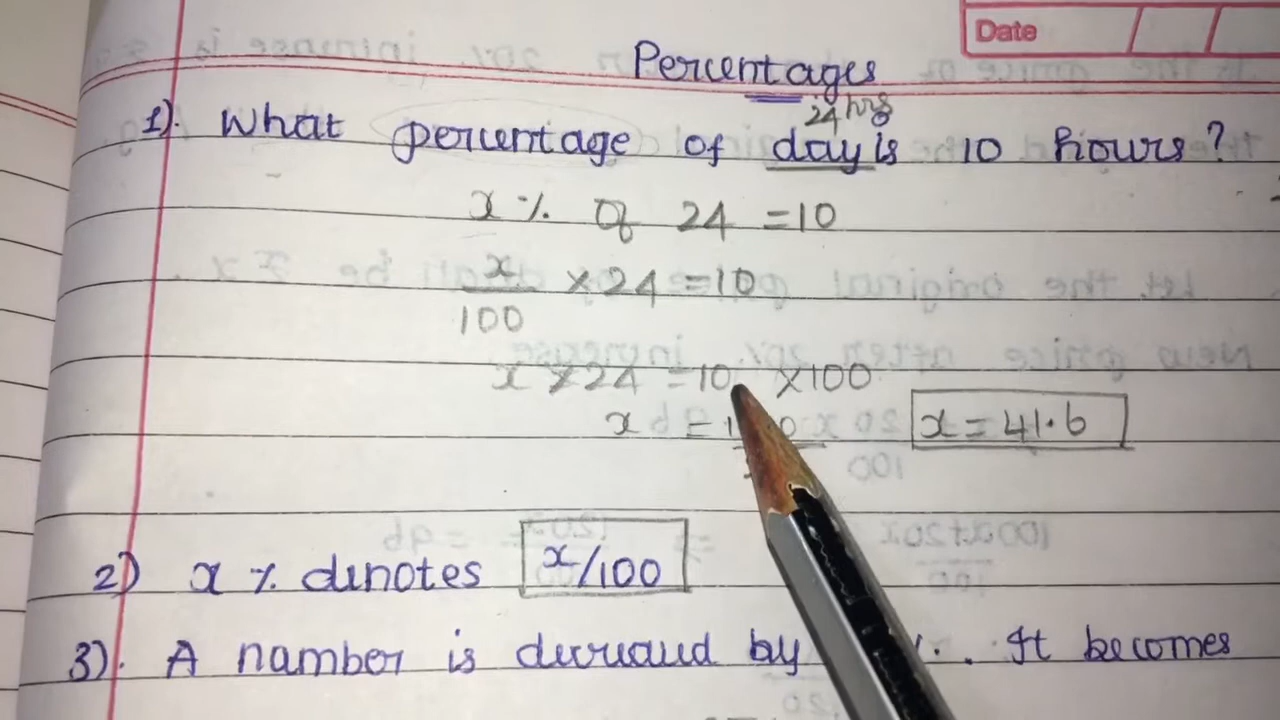 Date
Percentages
24 hrs
1). What percentage of day is 10 hours?
x % of 24 = 10
x/100 × 24 = 10
x × 24 = 10 × 100
x =
x = 41.6
2) x % denotes x/100
3). A number is by It becomes